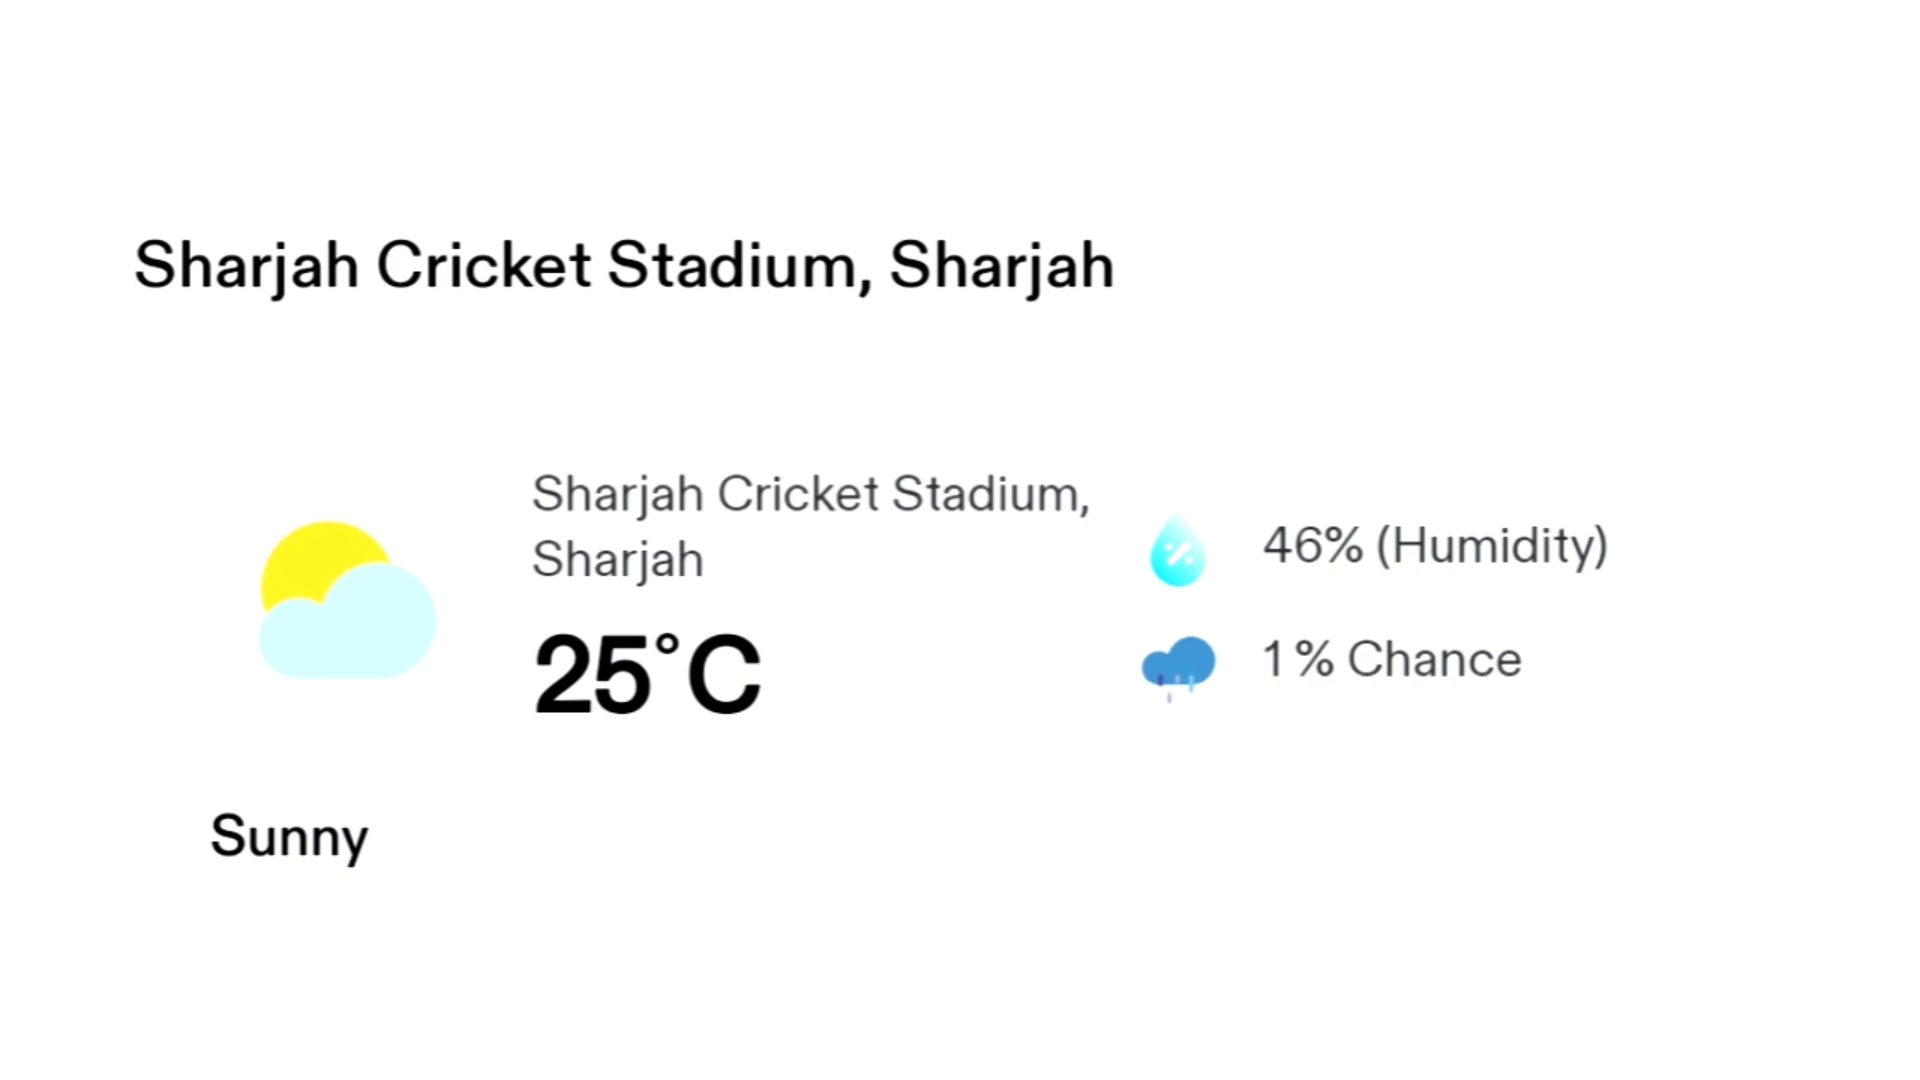 Sharjah Cricket Stadium, Sharjah
Sharjah Cricket Stadium,
Sharjah
25°C
46% (Humidity)
1% Chance
Sunny